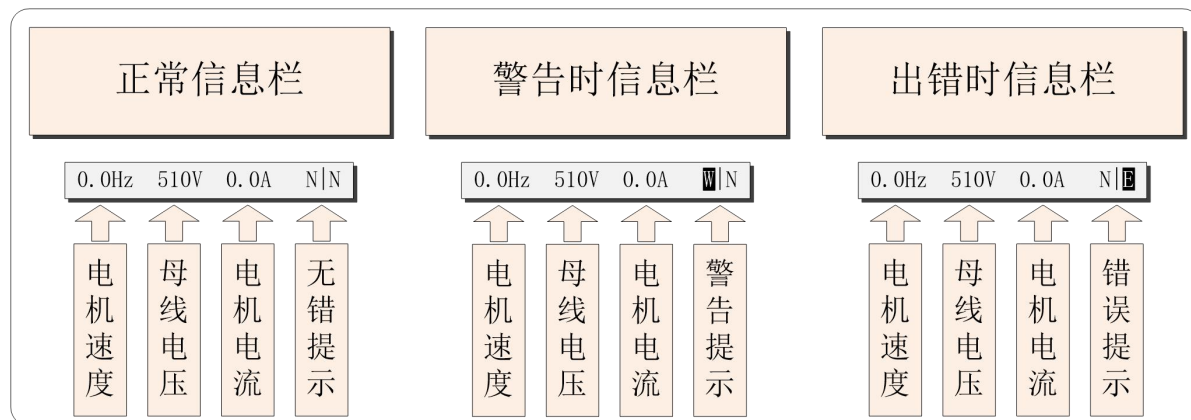 正常信息栏
警告时信息栏
出错时信息栏
0.0Hz 510V 0.0A N|N
0.0Hz 510V 0.0A W|N
0.0Hz 510V 0.0A N|E
电机速度
母线电压
电机电流
无错提示
电机速度
母线电压
电机电流
警告提示
电机速度
母线电压
电机电流
错误提示